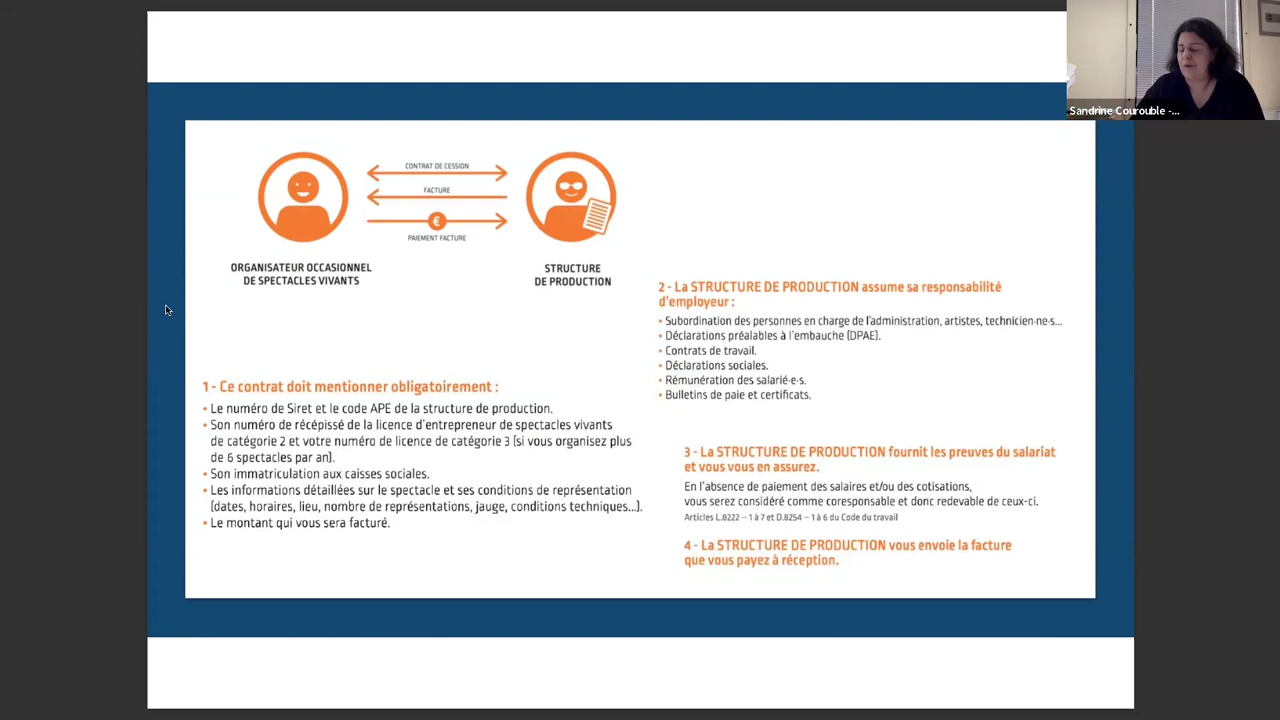 Sandrine Courouble -...
CONTRAT DE CESSION
FACTURE
€
PAIEMENT FACTURE
ORGANISATEUR OCCASIONNEL
DE SPECTACLES VIVANTS
STRUCTURE
DE PRODUCTION
1 - Ce contrat doit mentionner obligatoirement :
• Le numéro de Siret et le code APE de la structure de production.
• Son numéro de récépissé de la licence d'entrepreneur de spectacles vivants
de catégorie 2 et votre numéro de licence de catégorie 3 (si vous organisez plus
de 6 spectacles par an).
• Son immatriculation aux caisses sociales.
• Les informations détaillées sur le spectacle et ses conditions de représentation
(dates, horaires, lieu, nombre de représentations, jauge, conditions techniques...).
• Le montant qui vous sera facturé.
2 - La STRUCTURE DE PRODUCTION assume sa responsabilité
d'employeur :
• Subordination des personnes en charge de l'administration, artistes, technicien·ne·s...
• Déclarations préalables à l'embauche (DPAE).
• Contrats de travail.
• Déclarations sociales.
• Rémunération des salarié·e·s.
• Bulletins de paie et certificats.
3 - La STRUCTURE DE PRODUCTION fournit les preuves du salariat
et vous vous en assurez.
En l'absence de paiement des salaires et/ou des cotisations,
vous serez considéré comme coresponsable et donc redevable de ceux-ci.
Articles L.8222 – 1 à 7 et D.8254 – 1 à 6 du Code du travail
4 - La STRUCTURE DE PRODUCTION vous envoie la facture
que vous payez à réception.